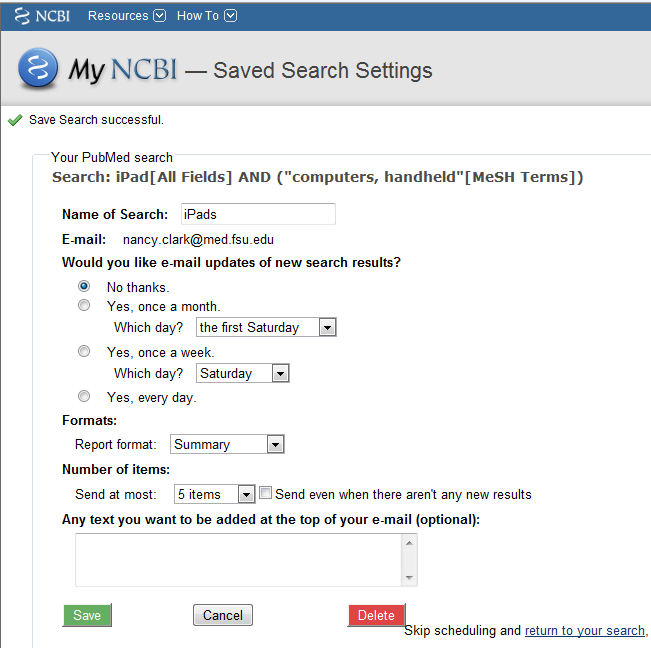 NCBI Resources How To
My NCBI — Saved Search Settings
Save Search successful.
Your PubMed search
Search: iPad[All Fields] AND ("computers, handheld"[MeSH Terms])
Name of Search: iPads
E-mail: nancy.clark@med.fsu.edu
Would you like e-mail updates of new search results?
No thanks.
Yes, once a month.
Which day? the first Saturday
Yes, once a week.
Which day? Saturday
Yes, every day.
Formats:
Report format: Summary
Number of items:
Send at most: 5 items Send even when there aren't any new results
Any text you want to be added at the top of your e-mail (optional):
Save Cancel Delete
Skip scheduling and return to your search,